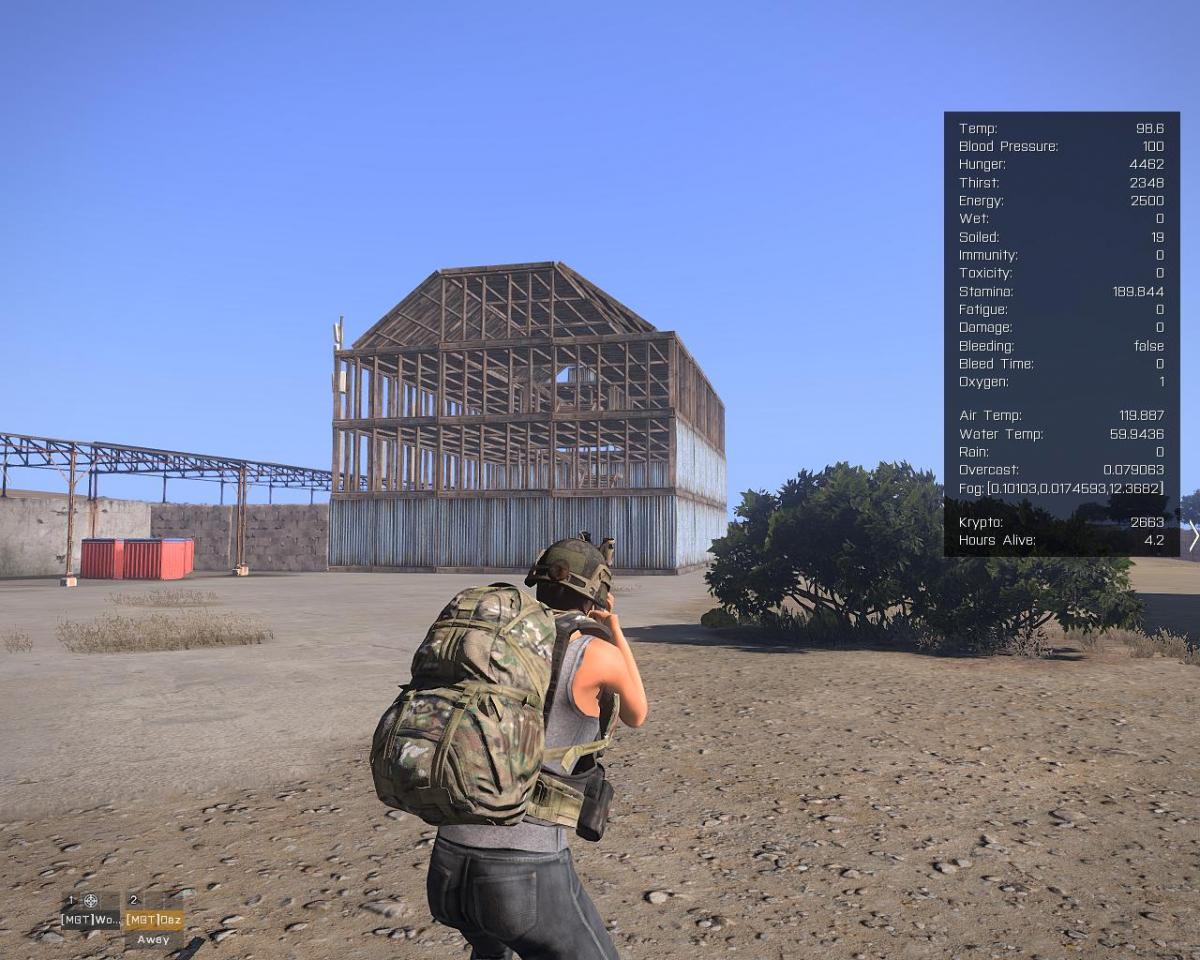 Temp: 98.6
Blood Pressure: 100
Hunger: 4462
Thirst: 2348
Energy: 2500
Wet: 0
Soiled: 19
Immunity: 0
Toxicity: 0
Stamina: 189.844
Fatigue: 0
Damage: 0
Bleeding: false
Bleed Time: 0
Oxygen: 1
Air Temp: 119.887
Water Temp: 59.9436
Rain: 0
Overcast: 0.079063
Fog:[0.10103,0.0174593,12.3682]
Krypto: 2663
Hours Alive: 4.2
1 2
[MGT]Wo... [MGT]Obz
Away